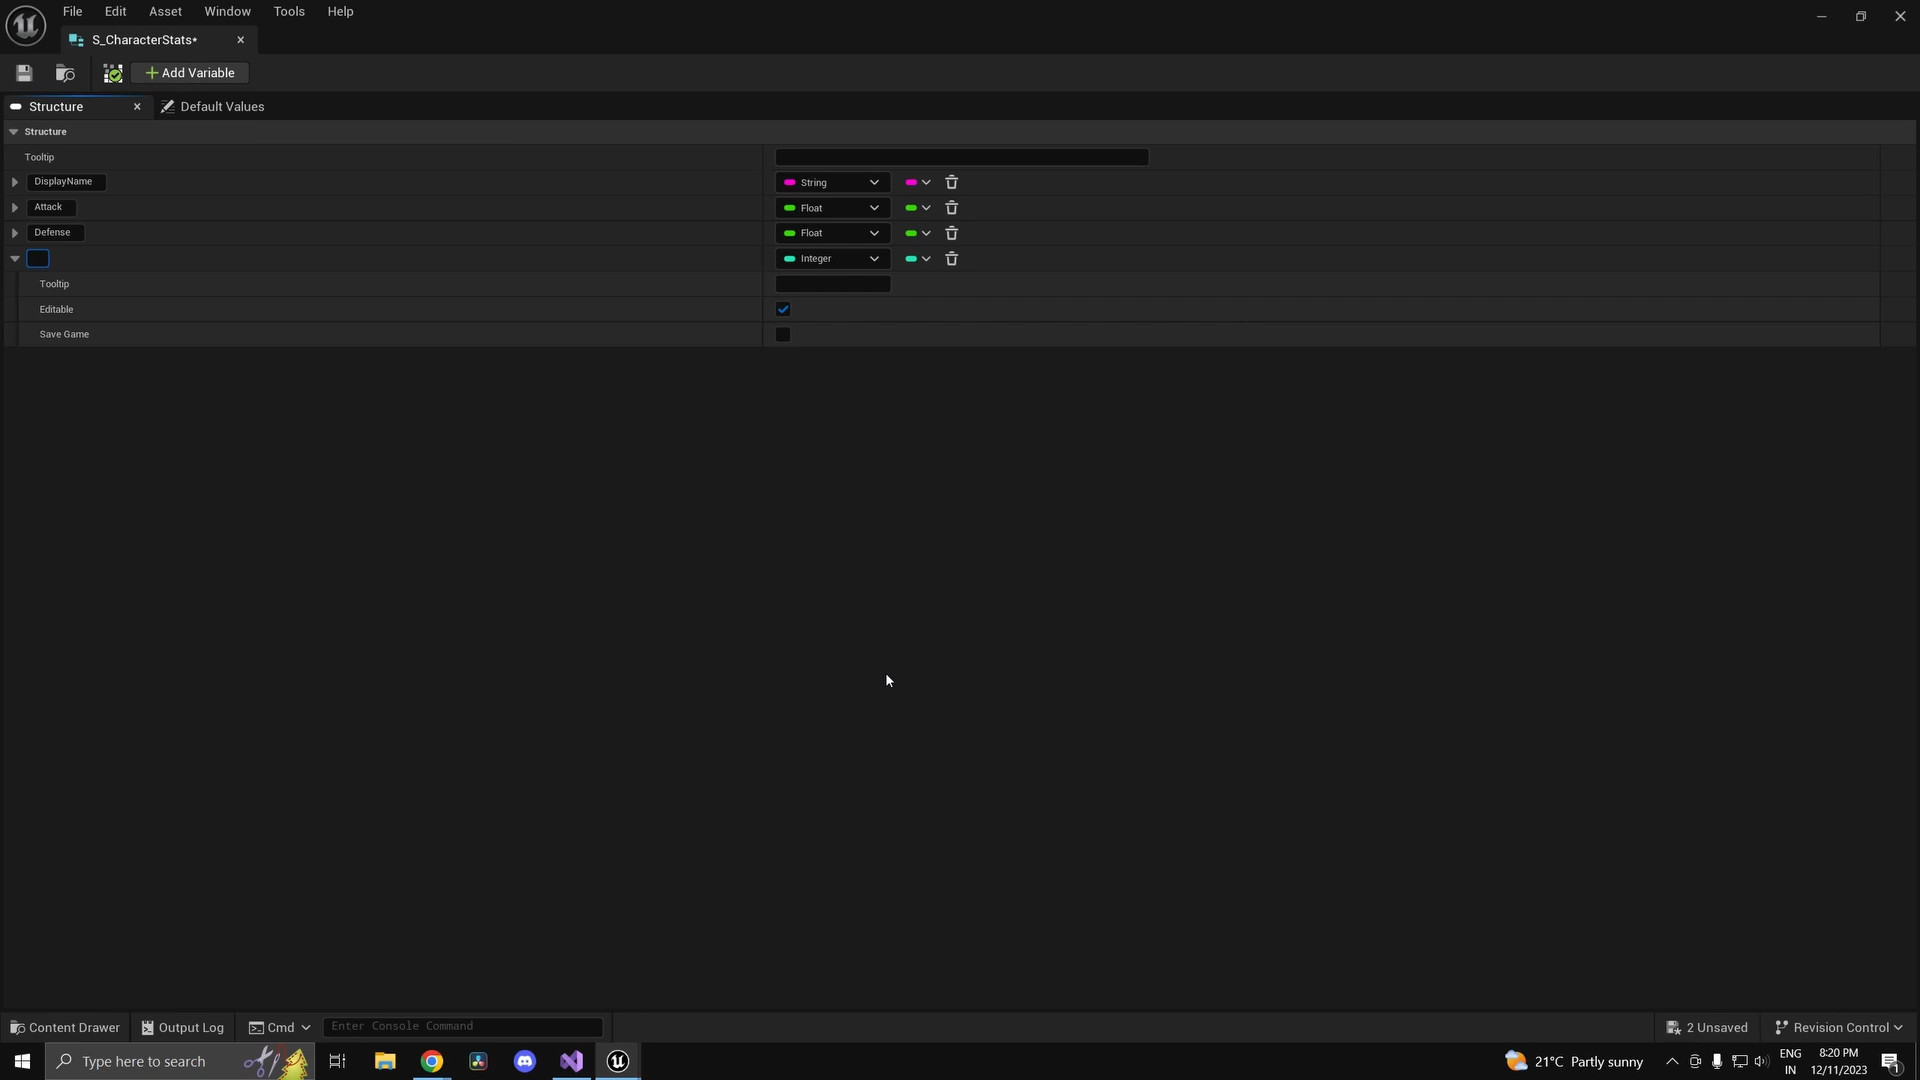 File Edit Asset Window Tools Help
S_CharacterStats*
Add Variable
Structure Default Values
Structure
Tooltip
DisplayName String
Attack Float
Defense Float
Integer
Tooltip
Editable
Save Game
Content Drawer Output Log Cmd Enter Console Command 2 Unsaved Revision Control
Type here to search 21°C Partly sunny ENG 8:20 PM
IN 12/11/2023 1